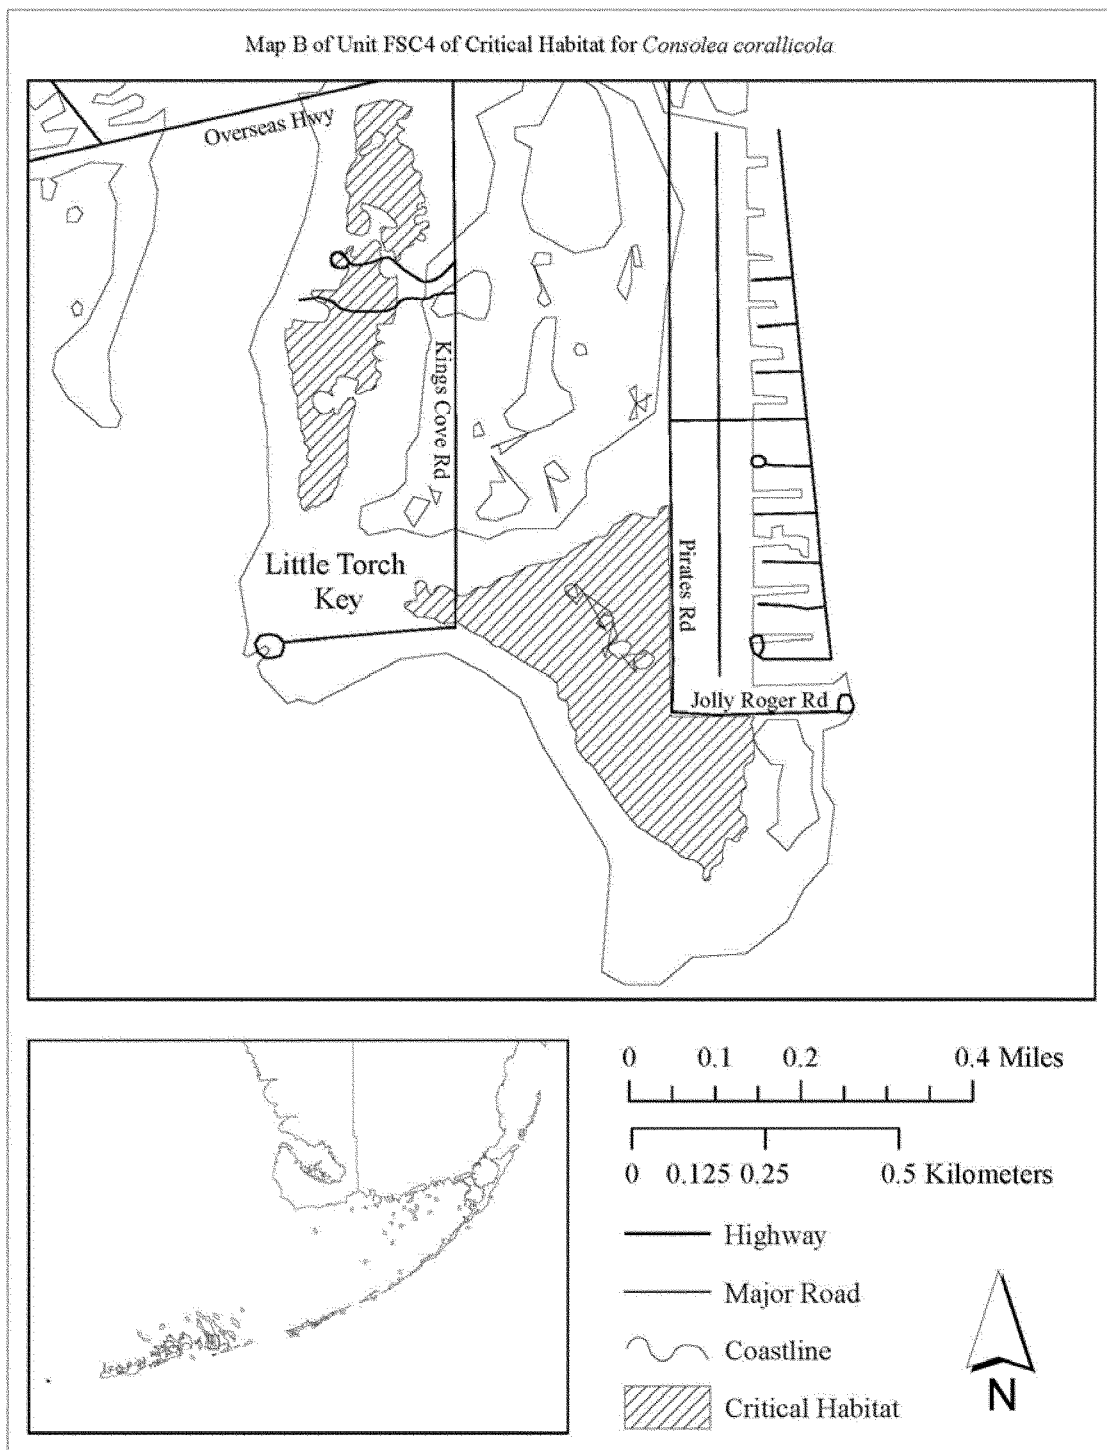 Map B of Unit FSC4 of Critical Habitat for Consolea corallicola
Overseas Hwy
Kings Cove Rd
Little Torch
Key
Pirates Rd
Jolly Roger Rd
0 0.1 0.2 0.4 Miles
0 0.125 0.25 0.5 Kilometers
Highway
Major Road
Coastline
Critical Habitat
N